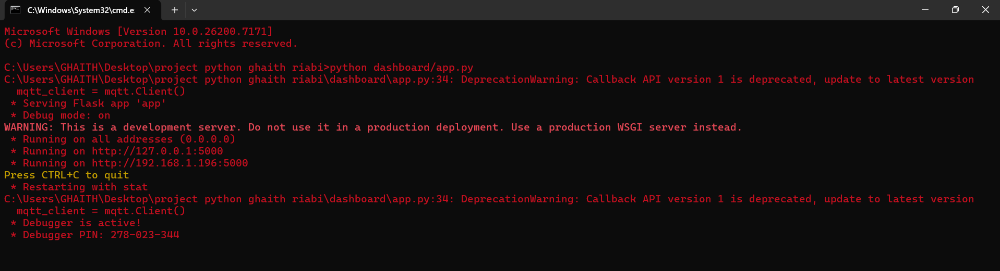 C:\Windows\System32\cmd.e
Microsoft Windows [Version 10.0.26200.7171]
(c) Microsoft Corporation. All rights reserved.
C:\Users\GHAITH\Desktop\project python ghaith riabi>python dashboard/app.py
C:\Users\GHAITH\Desktop\project python ghaith riabi\dashboard\app.py:34: DeprecationWarning: Callback API version 1 is deprecated, update to latest version
  mqtt_client = mqtt.Client()
 * Serving Flask app 'app'
 * Debug mode: on
WARNING: This is a development server. Do not use it in a production deployment. Use a production WSGI server instead.
 * Running on all addresses (0.0.0.0)
 * Running on http://127.0.0.1:5000
 * Running on http://192.168.1.196:5000
Press CTRL+C to quit
 * Restarting with stat
C:\Users\GHAITH\Desktop\project python ghaith riabi\dashboard\app.py:34: DeprecationWarning: Callback API version 1 is deprecated, update to latest version
  mqtt_client = mqtt.Client()
 * Debugger is active!
 * Debugger PIN: 278-023-344